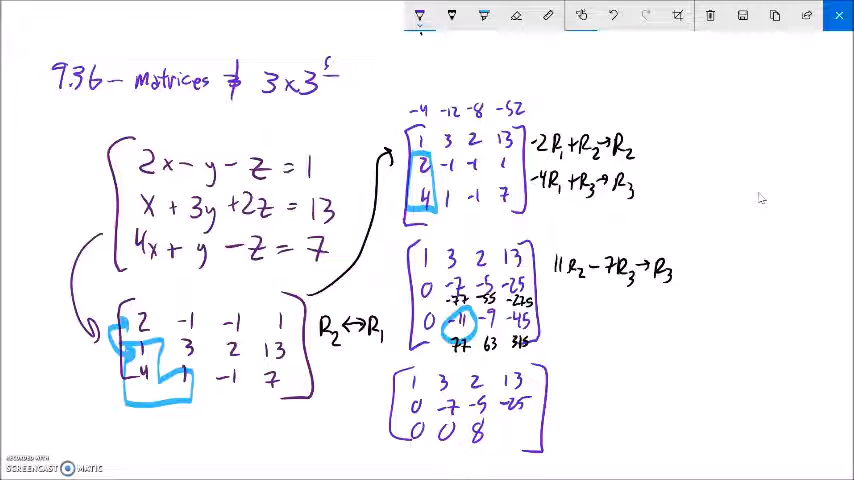 9.36 - Matrices 3x3's
2x - y - z = 1
x + 3y + 2z = 13
4x + y - z = 7
2 -1 -1 1
1 3 2 13
4 1 -1 7
R2 ↔ R1
-4 -12 -8 -52
1 3 2 13 -2R1 + R2 → R2
2 -1 -1 1
4 1 -1 7 -4R1 + R3 → R3
1 3 2 13
0 -7 -5 -25 11R2 - 7R3 → R3
-77 -55 -275
0 -11 -9 -45
77 63 315
1 3 2 13
0 -7 -5 -25
0 0 8
RECORDED WITH
SCREENCAST MATIC